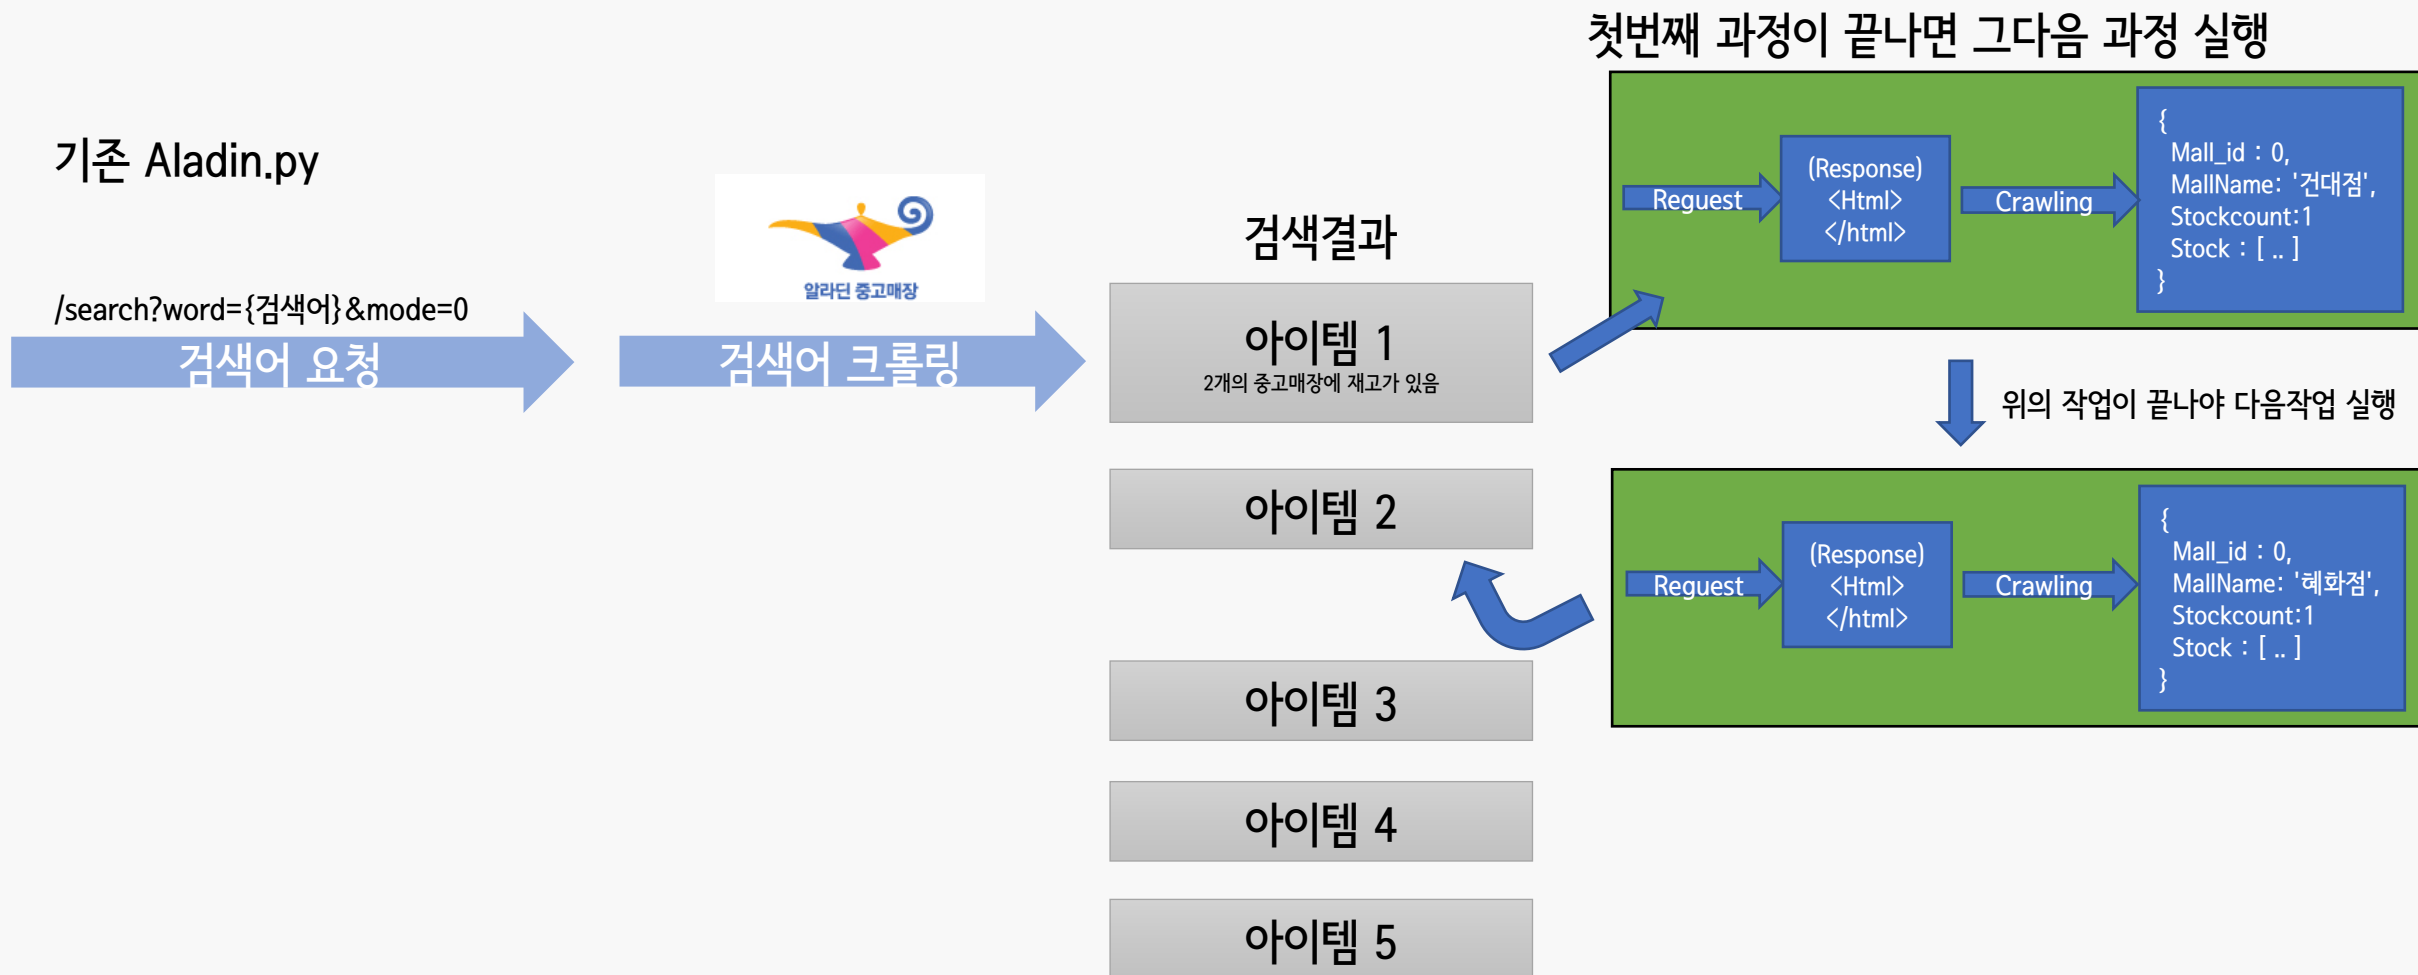 첫번째 과정이 끝나면 그다음 과정 실행
기존 Aladin.py
/search?word={검색어}&mode=0
검색어 요청
알라딘 중고매장
검색어 크롤링
검색결과
아이템 1
2개의 중고매장에 재고가 있음
아이템 2
아이템 3
아이템 4
아이템 5
Reguest
(Response)
<Html>
</html>
Crawling
{
Mall_id : 0,
MallName: '건대점',
Stockcount:1
Stock : [ .. ]
}
위의 작업이 끝나야 다음작업 실행
Reguest
(Response)
<Html>
</html>
Crawling
{
Mall_id : 0,
MallName: '혜화점',
Stockcount:1
Stock : [ .. ]
}